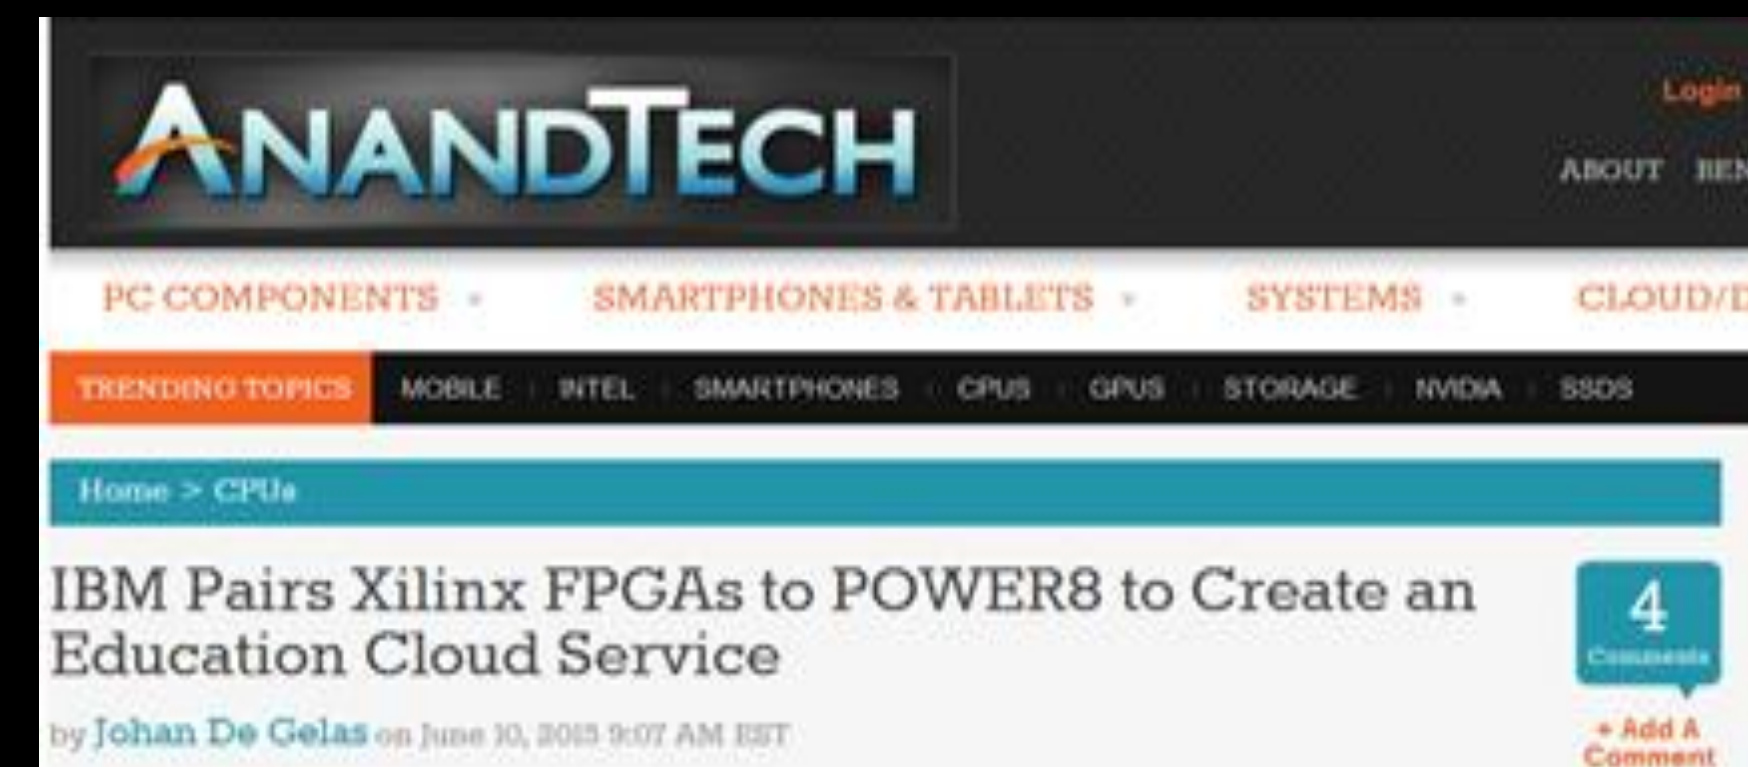 ANANDTECH
Login
ABOUT BEN
PC COMPONENTS SMARTPHONES & TABLETS SYSTEMS CLOUD/D
TRENDING TOPICS MOBILE INTEL SMARTPHONES CPUS GPUS STORAGE NVIDIA SSDS
Home > CPUs
IBM Pairs Xilinx FPGAs to POWER8 to Create an
Education Cloud Service
4
Comments
by Johan De Gelas on June 10, 2015 9:07 AM EST
+ Add A
Comment